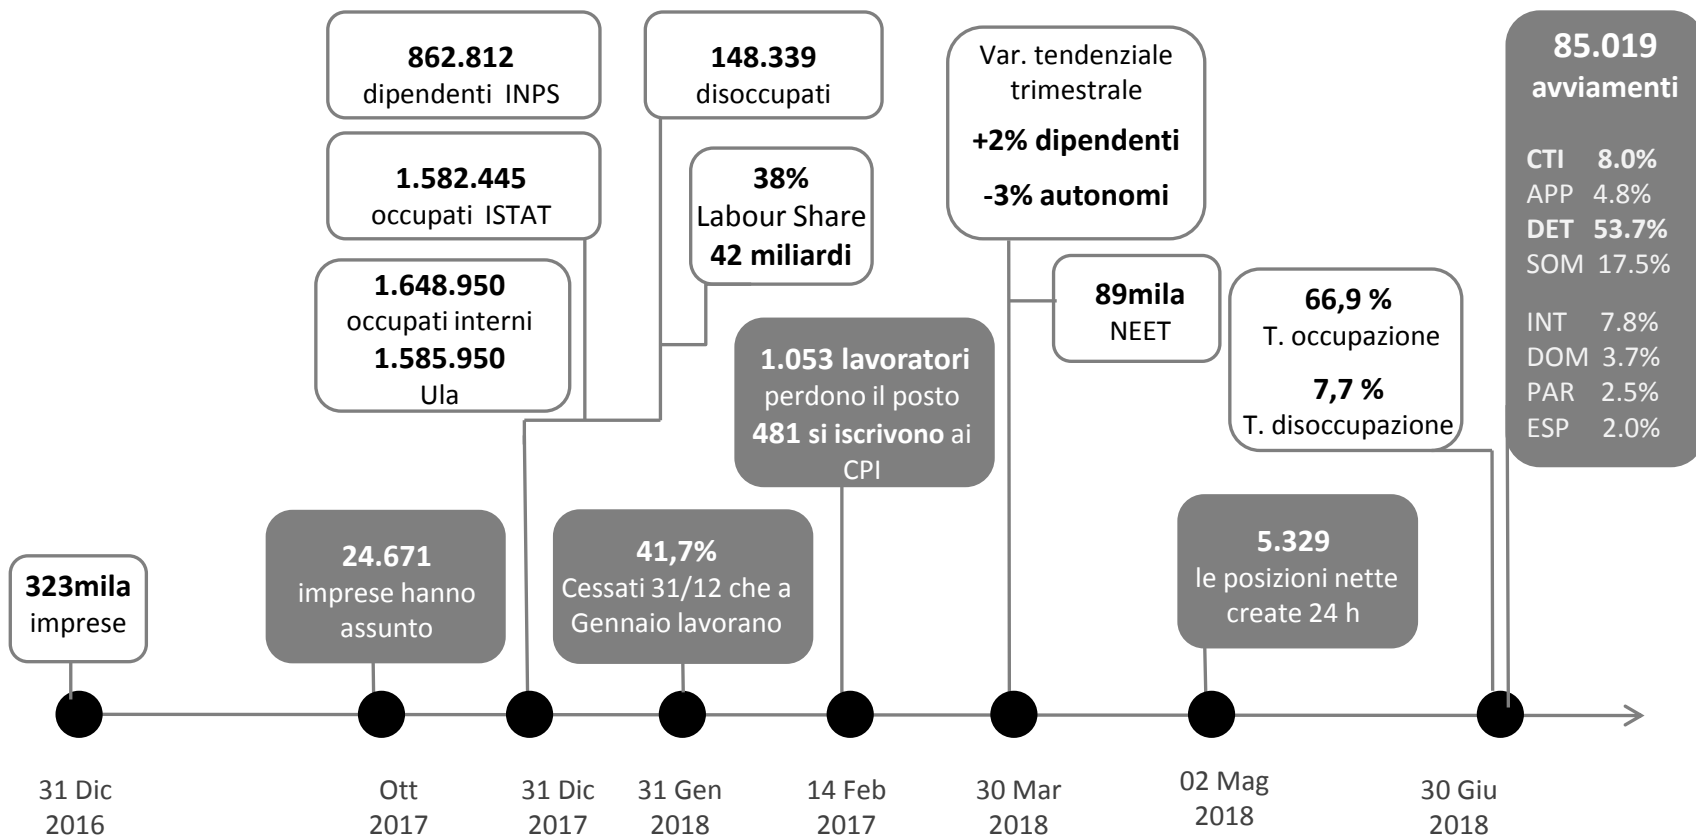 862.812
dipendenti INPS
148.339
disoccupati
Var. tendenziale
trimestrale
+2% dipendenti
-3% autonomi
85.019
avviamenti
CTI 8.0%
APP 4.8%
DET 53.7%
SOM 17.5%
INT 7.8%
DOM 3.7%
PAR 2.5%
ESP 2.0%
1.582.445
occupati ISTAT
38%
Labour Share
42 miliardi
1.648.950
occupati interni
1.585.950
Ula
89mila
NEET
66,9 %
T. occupazione
7,7 %
T. disoccupazione
1.053 lavoratori
perdono il posto
481 si iscrivono ai
CPI
323mila
imprese
24.671
imprese hanno
assunto
41,7%
Cessati 31/12 che a
Gennaio lavorano
5.329
le posizioni nette
create 24 h
31 Dic
2016
Ott
2017
31 Dic
2017
31 Gen
2018
14 Feb
2017
30 Mar
2018
02 Mag
2018
30 Giu
2018